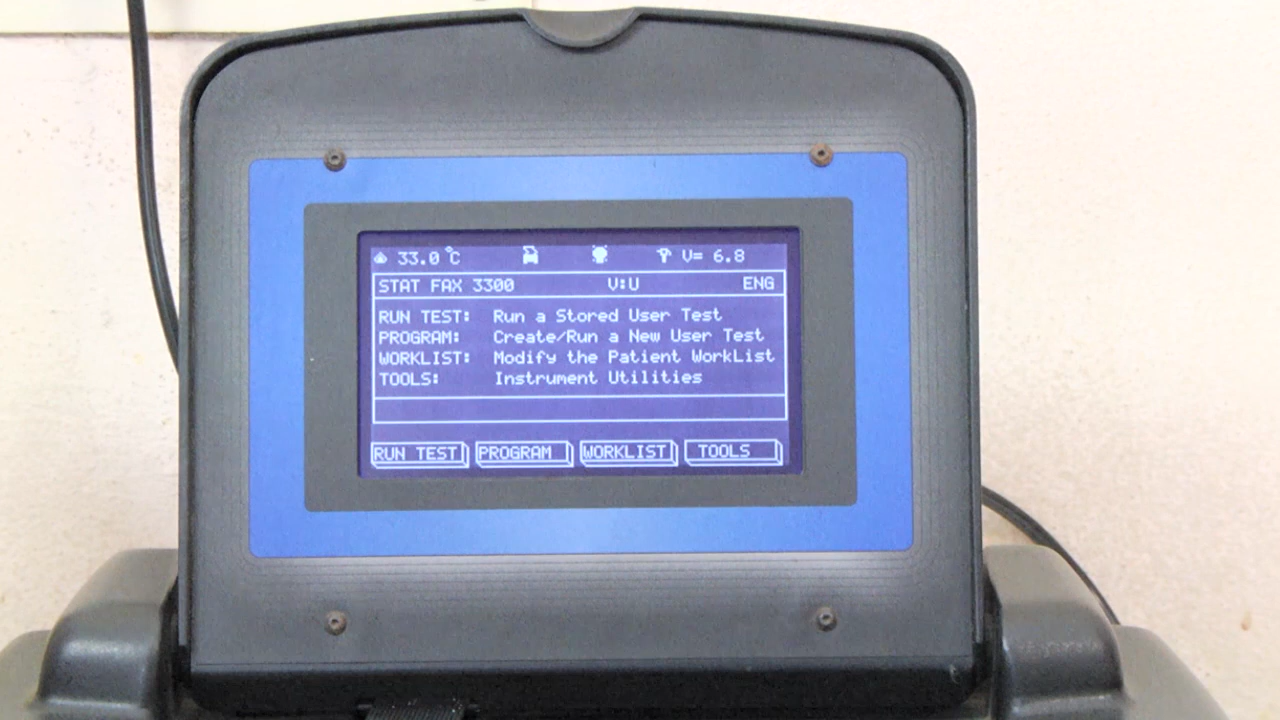 33.0 °C V= 6.8
STAT FAX 3300 V:U ENG
RUN TEST: Run a Stored User Test
PROGRAM: Create/Run a New User Test
WORKLIST: Modify the Patient WorkList
TOOLS: Instrument Utilities
RUN TEST PROGRAM WORKLIST TOOLS